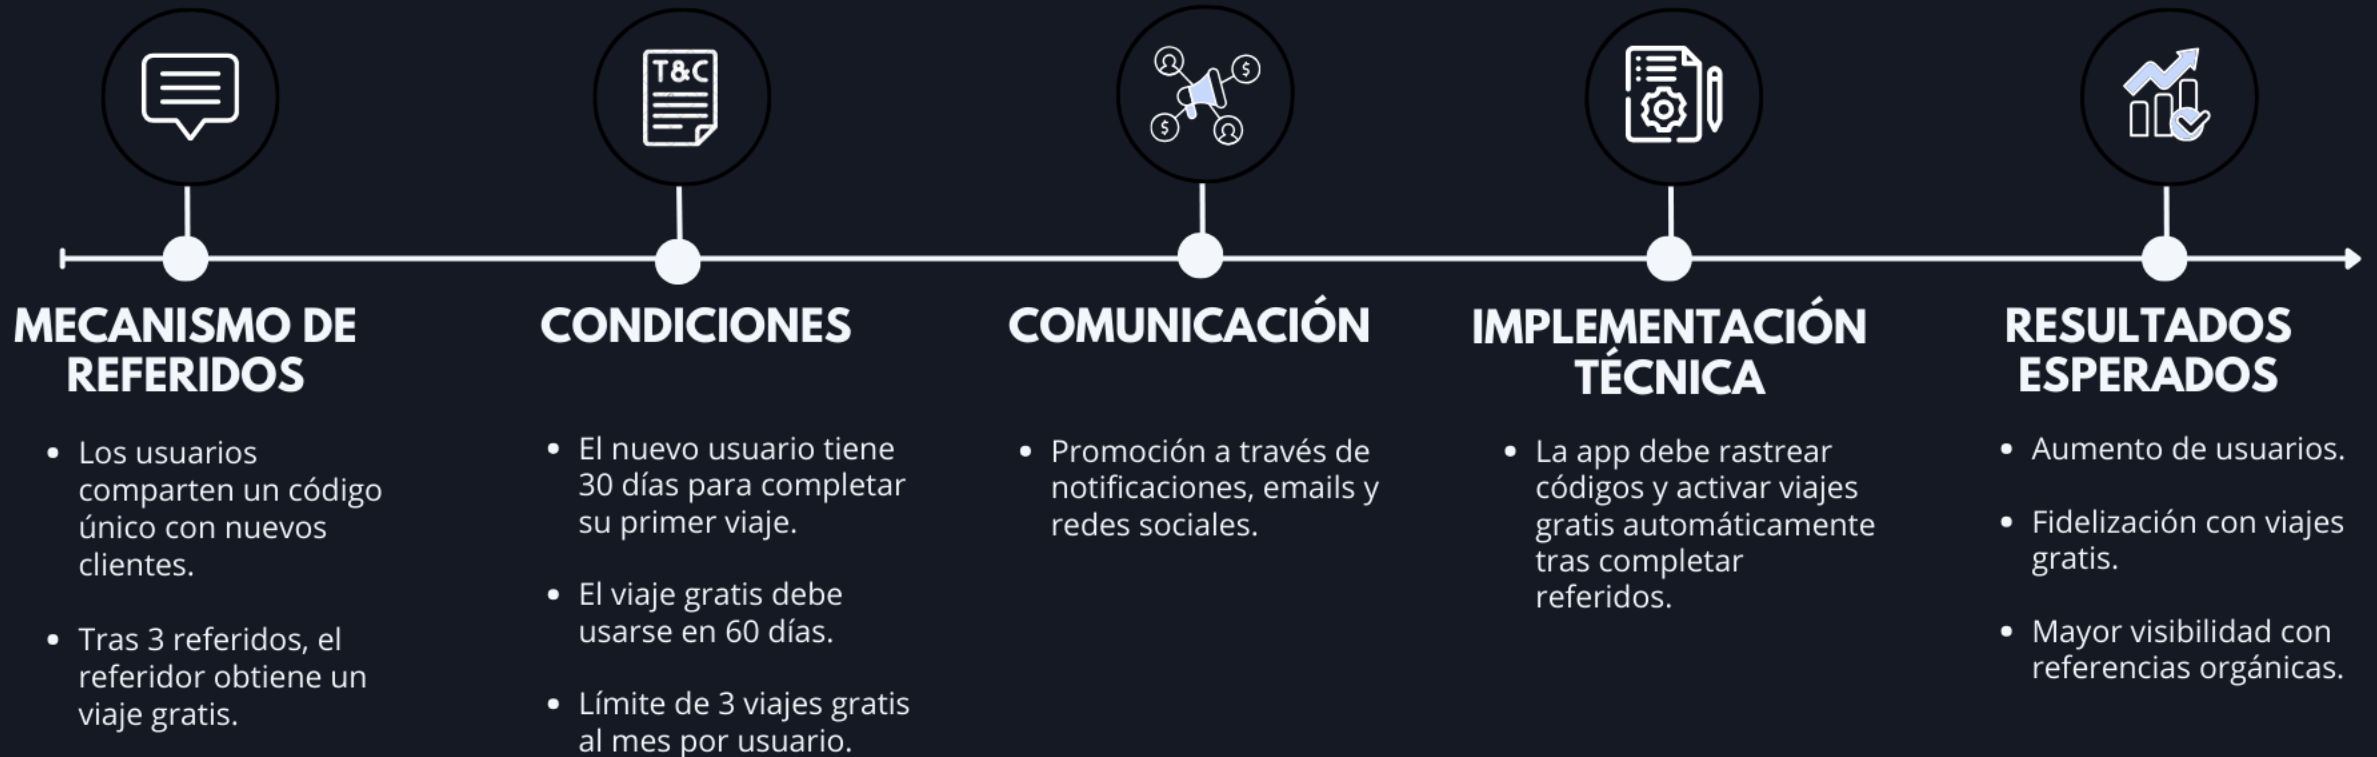 T&C
$
$
MECANISMO DE
REFERIDOS
• Los usuarios
comparten un código
único con nuevos
clientes.
• Tras 3 referidos, el
referidor obtiene un
viaje gratis.
CONDICIONES
• El nuevo usuario tiene
30 días para completar
su primer viaje.
• El viaje gratis debe
usarse en 60 días.
• Límite de 3 viajes gratis
al mes por usuario.
COMUNICACIÓN
• Promoción a través de
notificaciones, emails y
redes sociales.
IMPLEMENTACIÓN
TÉCNICA
• La app debe rastrear
códigos y activar viajes
gratis automáticamente
tras completar
referidos.
RESULTADOS
ESPERADOS
• Aumento de usuarios.
• Fidelización con viajes
gratis.
• Mayor visibilidad con
referencias orgánicas.